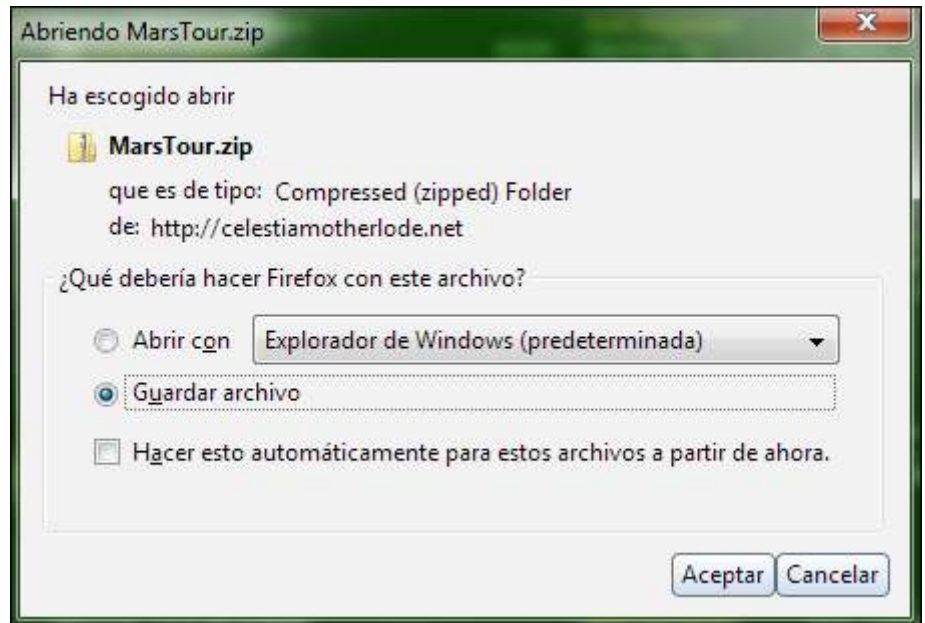 Abriendo MarsTour.zip
Ha escogido abrir
MarsTour.zip
que es de tipo: Compressed (zipped) Folder
de: http://celestiamotherlode.net
¿Qué debería hacer Firefox con este archivo?
Abrir con Explorador de Windows (predeterminada)
Guardar archivo
Hacer esto automáticamente para estos archivos a partir de ahora.
Aceptar Cancelar